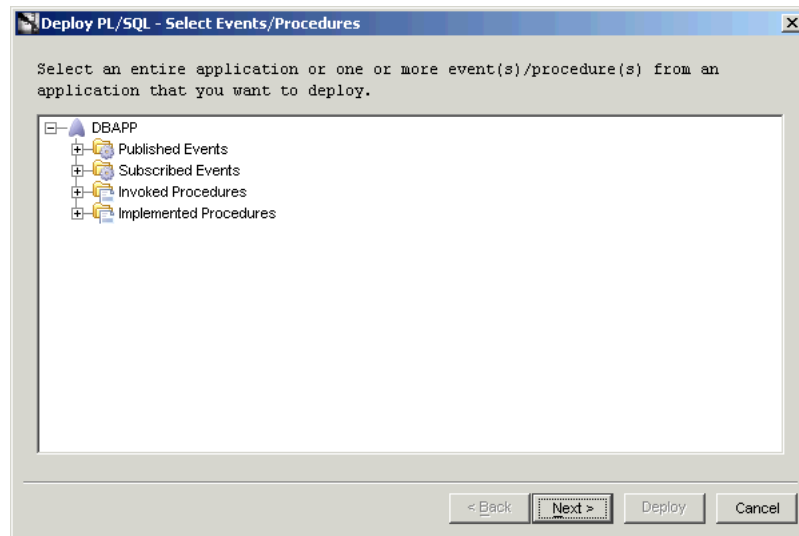 Deploy PL/SQL - Select Events/Procedures
Select an entire application or one or more event(s)/procedure(s) from an
application that you want to deploy.
DBAPP
Published Events
Subscribed Events
Invoked Procedures
Implemented Procedures
< Back Next > Deploy Cancel